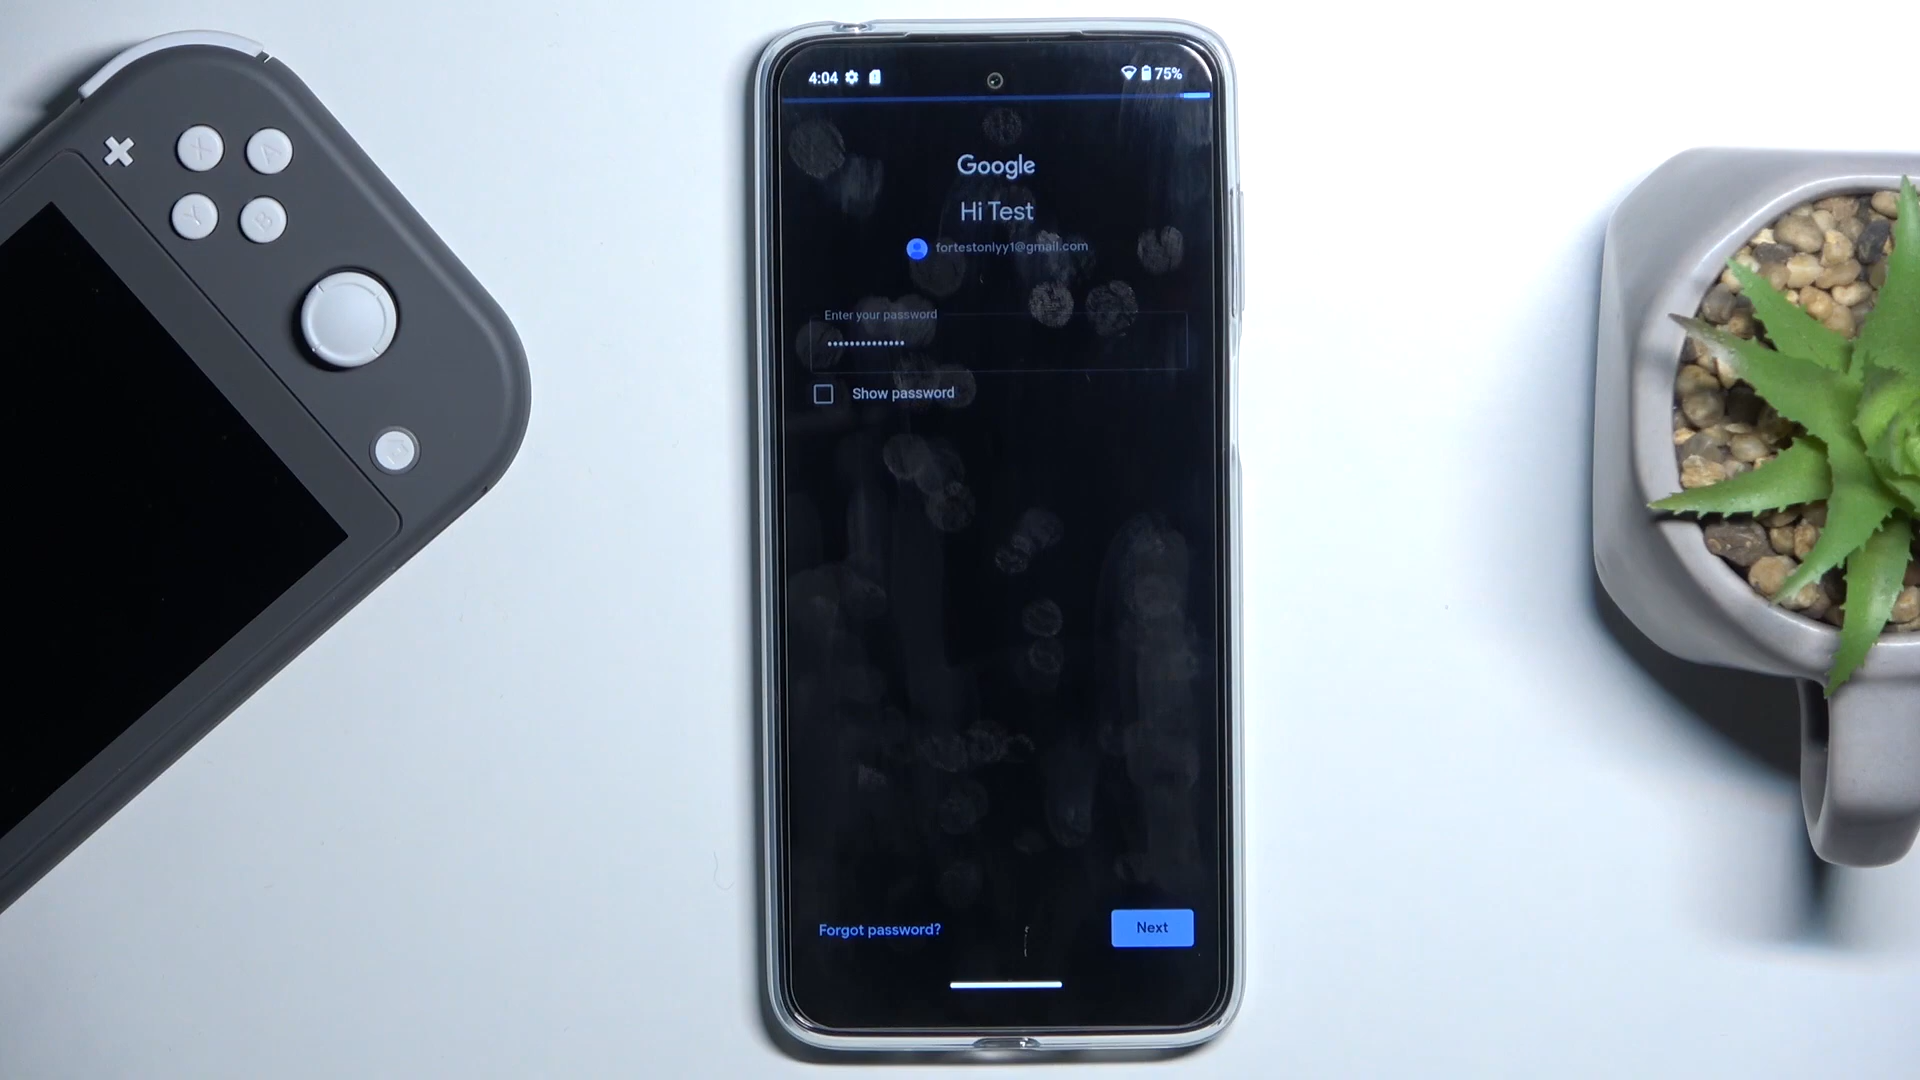 X
A
Y
B
4:04
75%
Google
Hi Test
fortestonlyy1@gmail.com
Enter your password
••••••••••••••
Show password
Forgot password?
Next